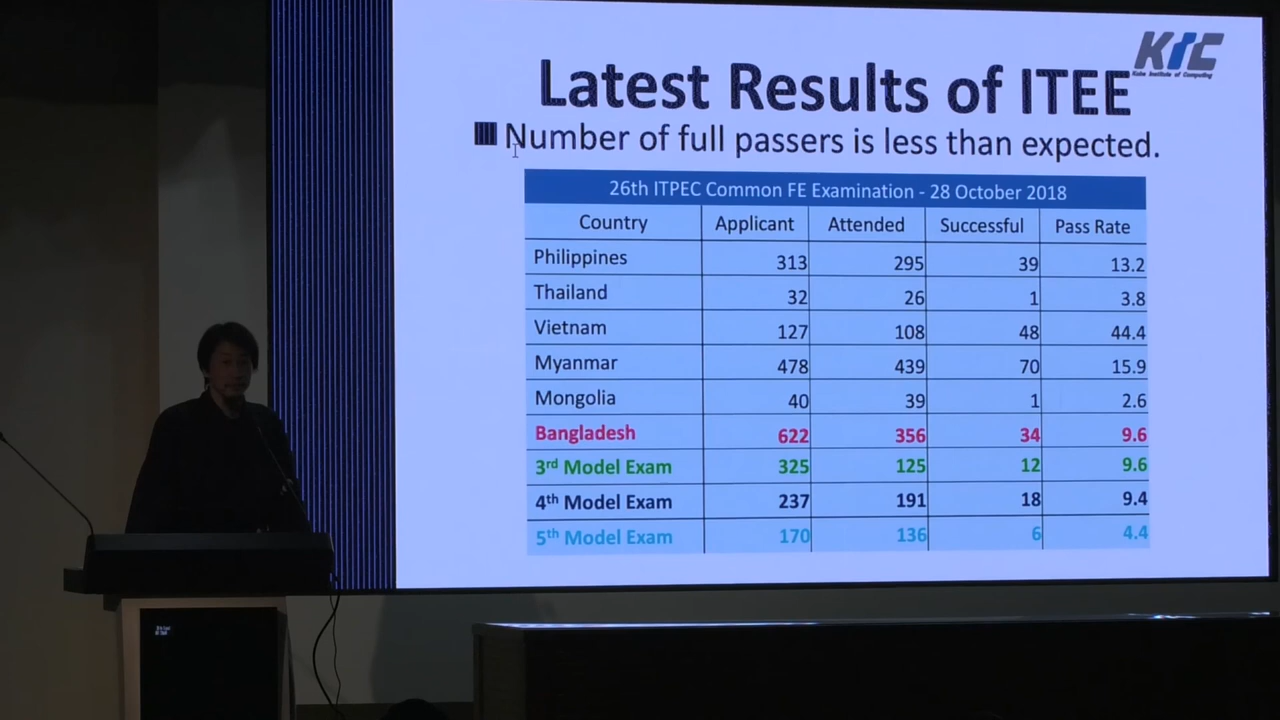 KIC
Kobe Institute of Computing
Latest Results of ITEE
Number of full passers is less than expected.
26th ITPEC Common FE Examination - 28 October 2018
Country Applicant Attended Successful Pass Rate
Philippines 313 295 39 13.2
Thailand 32 26 1 3.8
Vietnam 127 108 48 44.4
Myanmar 478 439 70 15.9
Mongolia 40 39 1 2.6
Bangladesh 622 356 34 9.6
3rd Model Exam 325 125 12 9.6
4th Model Exam 237 191 18 9.4
5th Model Exam 170 136 6 4.4